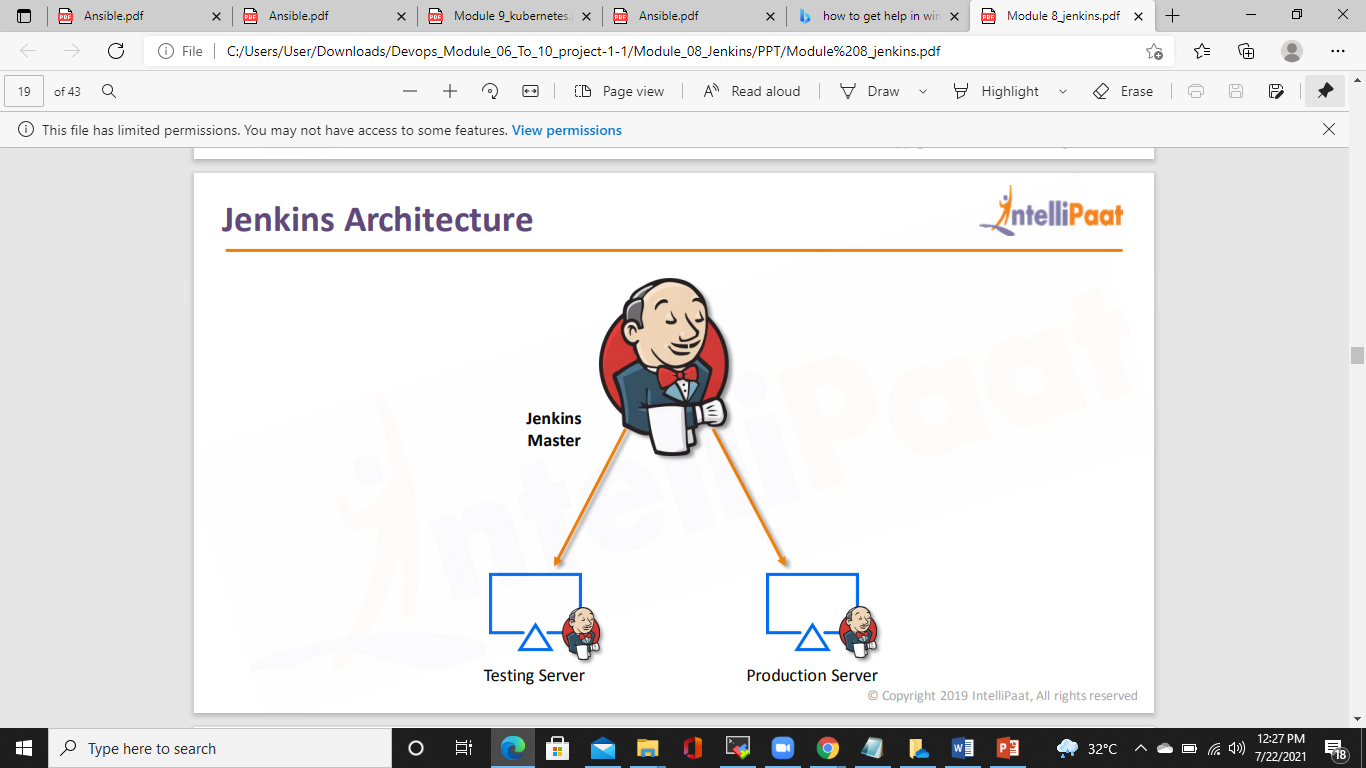 Ansible.pdf
Ansible.pdf
Module 9_kubernetes.
Ansible.pdf
how to get help in win
Module 8_jenkins.pdf
File
C:/Users/User/Downloads/Devops_Module_06_To_10_project-1-1/Module_08_Jenkins/PPT/Module%208_jenkins.pdf
19 of 43
Page view
Read aloud
Draw
Highlight
Erase
This file has limited permissions. You may not have access to some features. View permissions
Jenkins Architecture
IntelliPaat
Jenkins
Master
IntelliPaat
Testing Server
Production Server
© Copyright 2019 IntelliPaat, All rights reserved
Type here to search
32°C
12:27 PM
7/22/2021
18